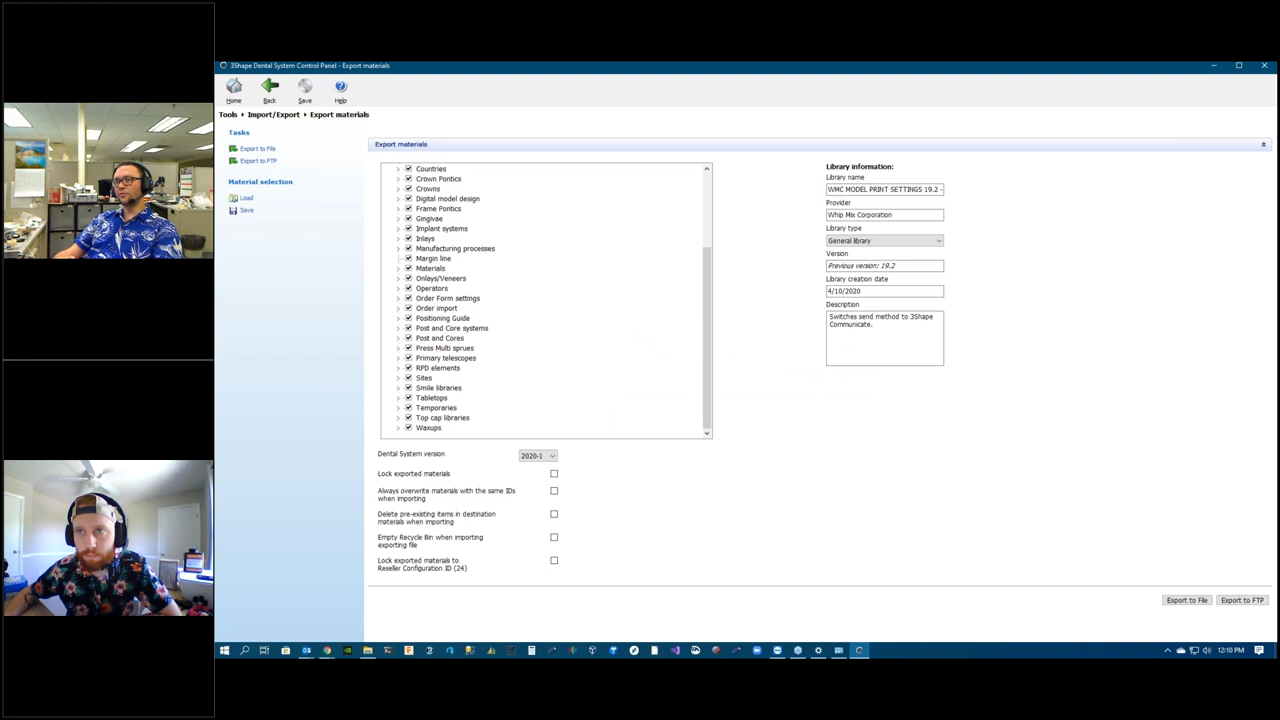 3Shape Dental System Control Panel - Export materials
Home
Back
Save
Help
Tools
Import/Export
Export materials
Tasks
Export to File
Export to FTP
Material selection
Load
Save
Export materials
Countries
Crown Pontics
Crowns
Digital model design
Frame Pontics
Gingivae
Implant systems
Inlays
Manufacturing processes
Margin line
Materials
Onlays/Veneers
Operators
Order Form settings
Order import
Positioning Guide
Post and Core systems
Post and Cores
Press Multi sprues
Primary telescopes
RPD elements
Sites
Smile libraries
Tabletops
Temporaries
Top cap libraries
Waxups
Dental System version
2020-1
Lock exported materials
Always overwrite materials with the same IDs
when importing
Delete pre-existing items in destination
materials when importing
Empty Recycle Bin when importing
exporting file
Lock exported materials to
Reseller Configuration ID (24)
Library information:
Library name
WMC MODEL PRINT SETTINGS 19.2 -
Provider
Whip Mix Corporation
Library type
General library
Version
Previous version: 19.2
Library creation date
4/10/2020
Description
Switches send method to 3Shape
Communicate.
Export to File
Export to FTP
12:10 PM